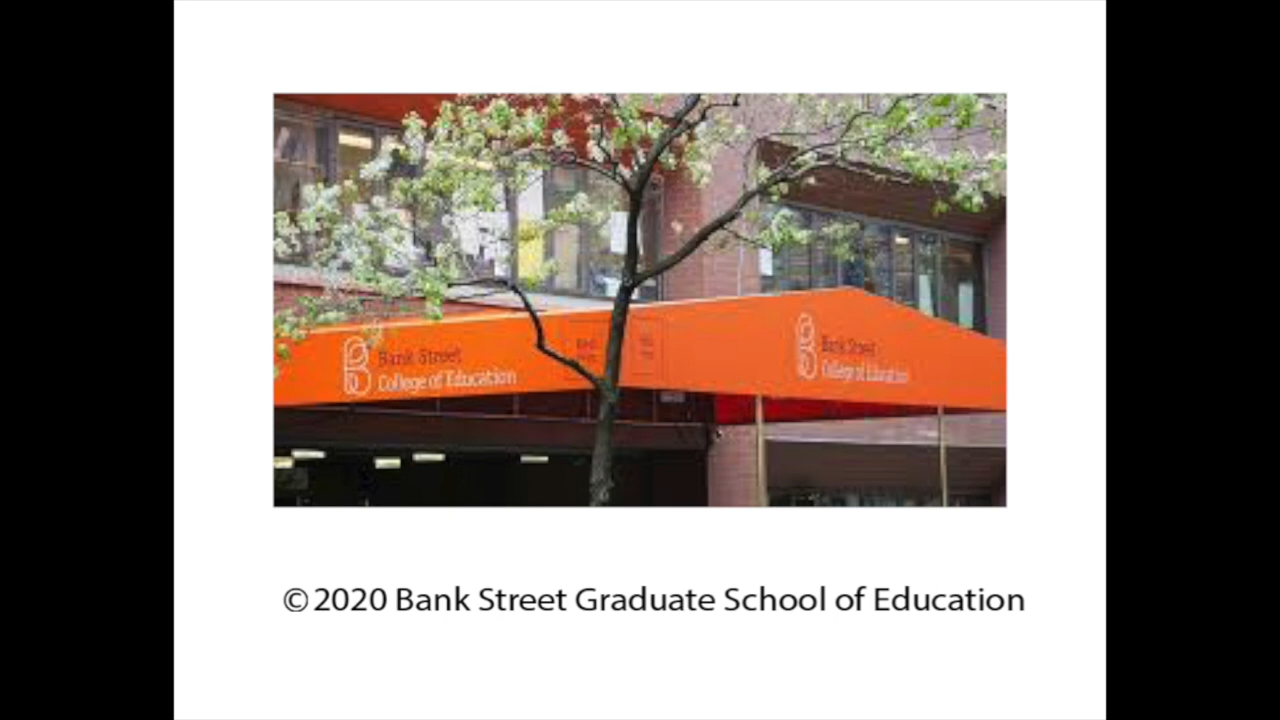 Bank Street
College of Education
Bank Street
College of Education
©2020 Bank Street Graduate School of Education